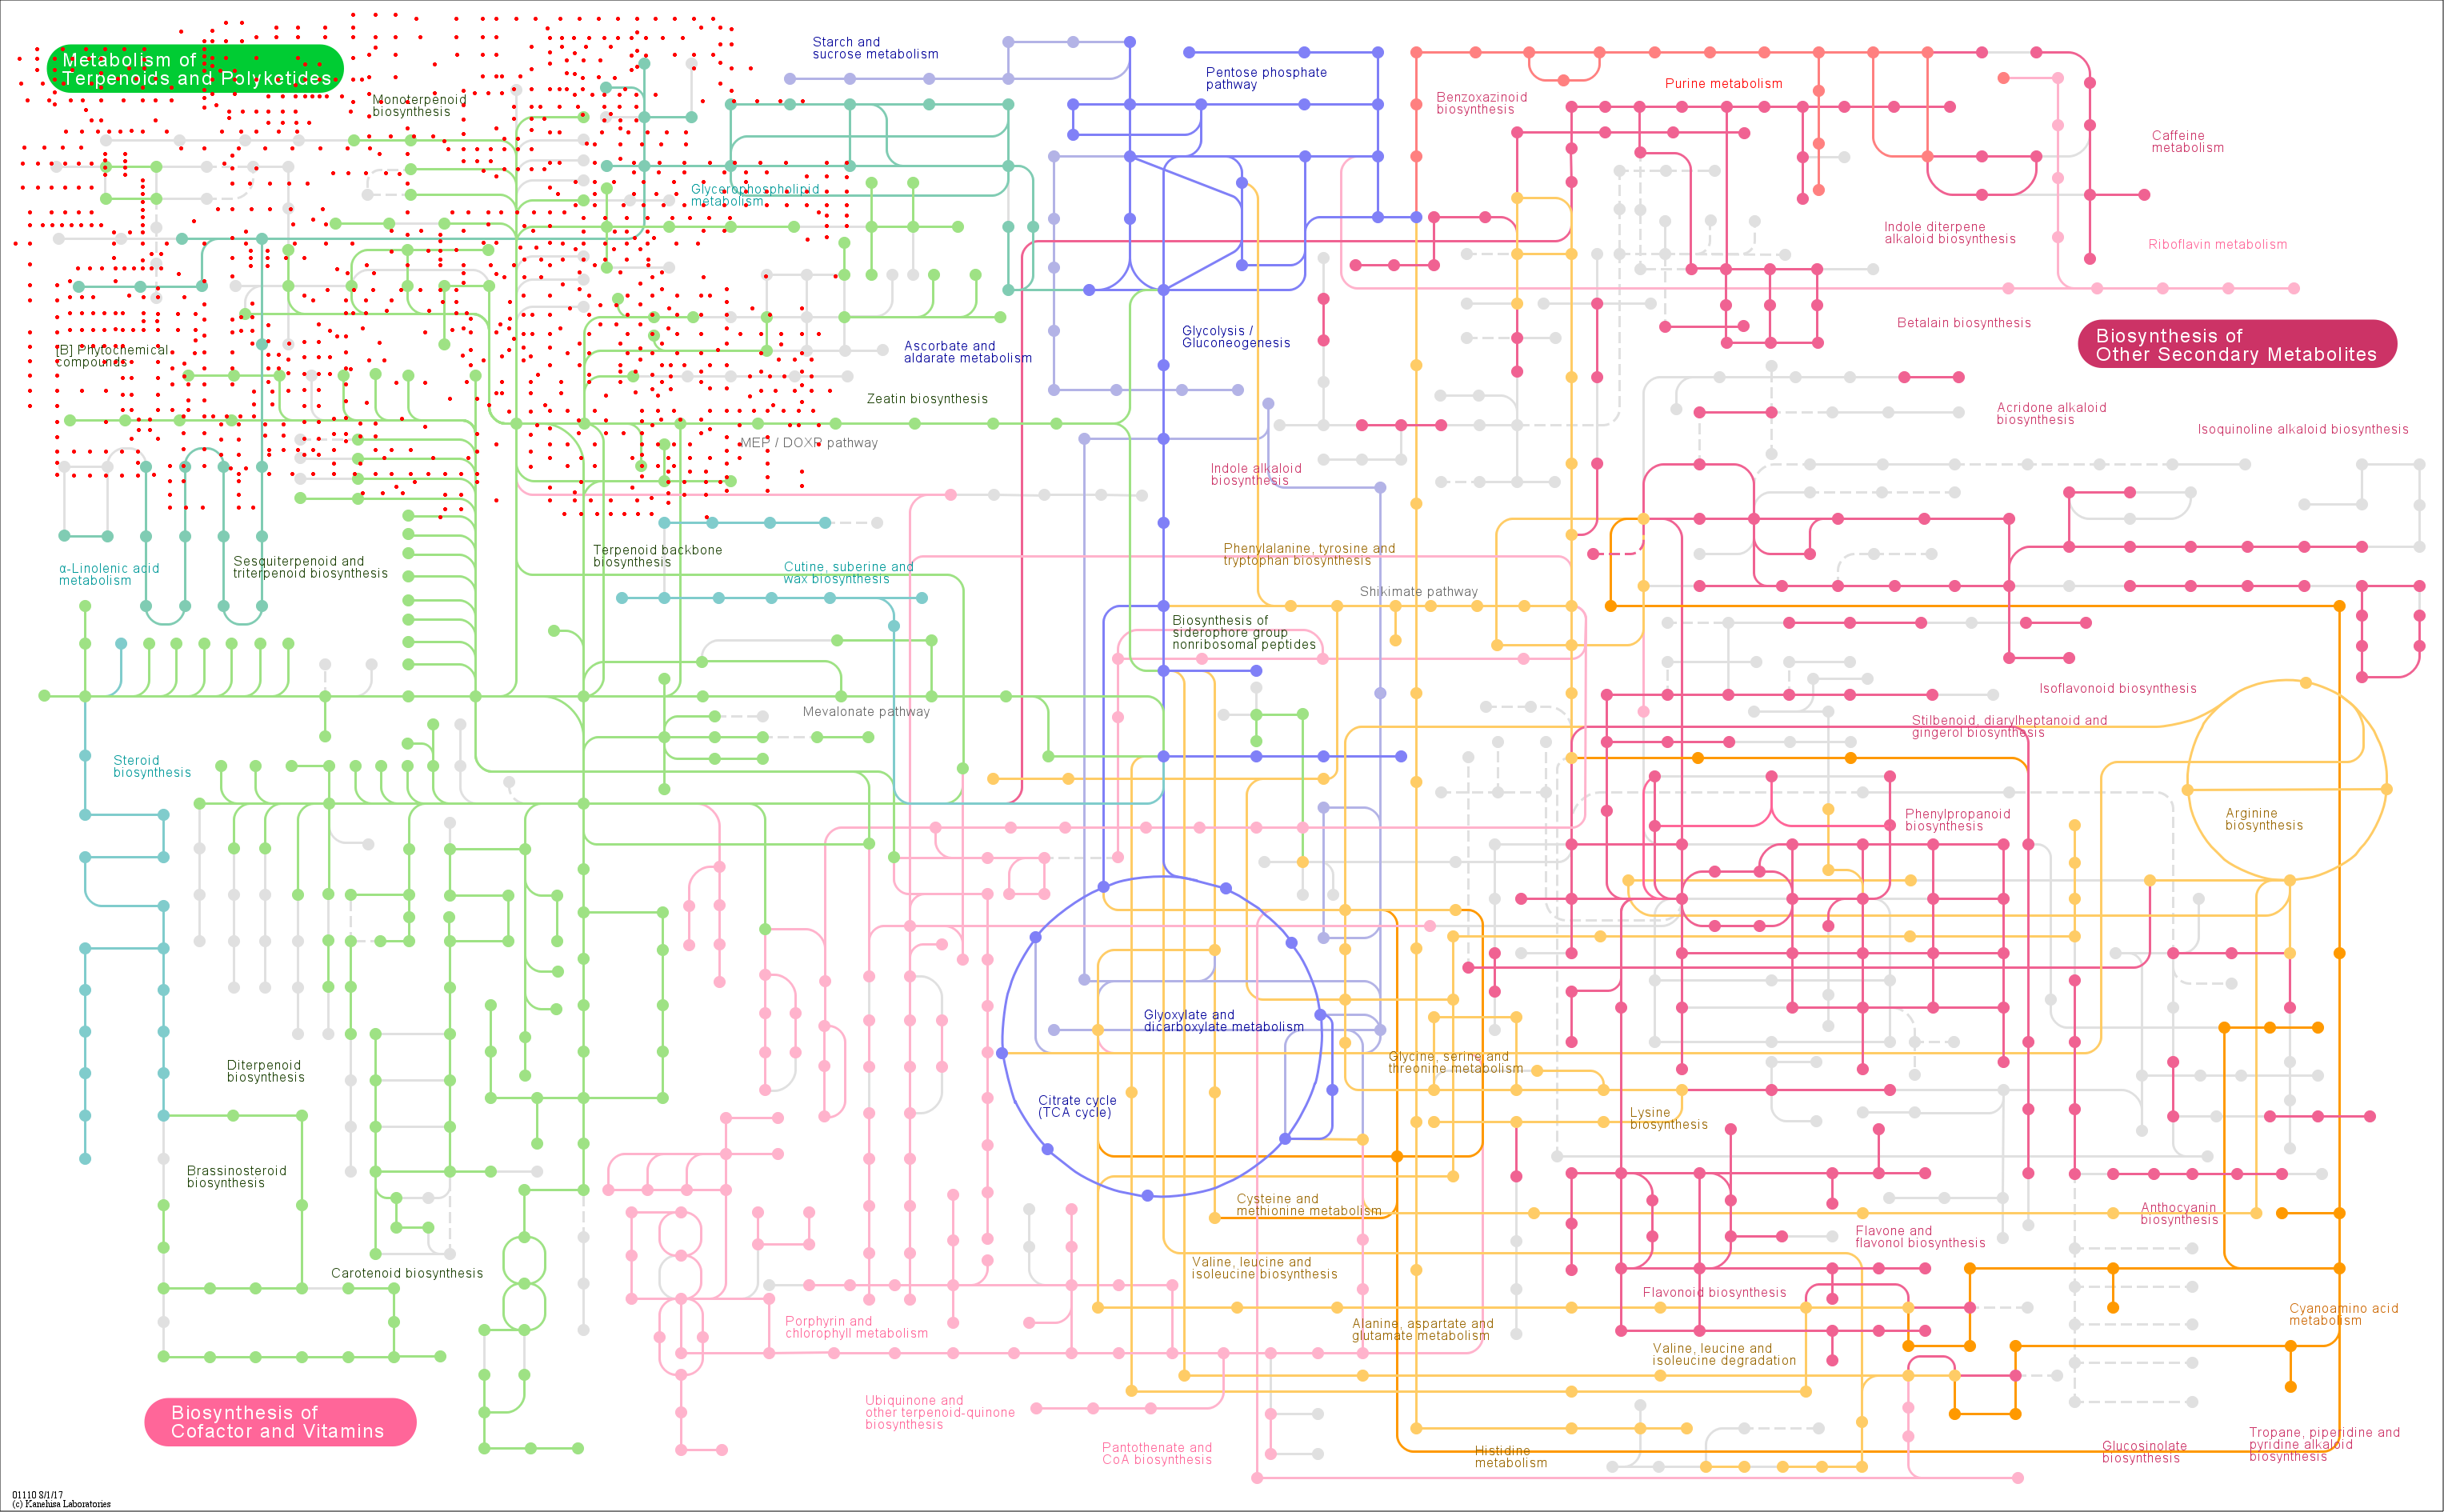 Metabolism of
Terpenoids and Polyketides
Starch and
sucrose metabolism
Pentose phosphate
pathway
Purine metabolism
Monoterpenoid
biosynthesis
Benzoxazinoid
biosynthesis
Caffeine
metabolism
Glycerophospholipid
metabolism
Indole diterpene
alkaloid biosynthesis
Riboflavin metabolism
Glycolysis /
Gluconeogenesis
Betalain biosynthesis
Biosynthesis of
Other Secondary Metabolites
[B] Phytochemical
compounds
Ascorbate and
aldarate metabolism
Zeatin biosynthesis
Acridone alkaloid
biosynthesis
Isoquinoline alkaloid biosynthesis
MEP / DOXP pathway
Indole alkaloid
biosynthesis
Phenylalanine, tyrosine and
tryptophan biosynthesis
Terpenoid backbone
biosynthesis
Sesquiterpenoid and
triterpenoid biosynthesis
α-Linolenic acid
metabolism
Cutine, suberine and
wax biosynthesis
Shikimate pathway
Biosynthesis of
siderophore group
nonribosomal peptides
Isoflavonoid biosynthesis
Mevalonate pathway
Stilbenoid, diarylheptanoid and
gingerol biosynthesis
Steroid
biosynthesis
Phenylpropanoid
biosynthesis
Arginine
biosynthesis
Glyoxylate and
dicarboxylate metabolism
Diterpenoid
biosynthesis
Glycine, serine and
threonine metabolism
Citrate cycle
(TCA cycle)
Lysine
biosynthesis
Brassinosteroid
biosynthesis
Cysteine and
methionine metabolism
Anthocyanin
biosynthesis
Flavone and
flavonol biosynthesis
Carotenoid biosynthesis
Valine, leucine and
isoleucine biosynthesis
Flavonoid biosynthesis
Cyanoamino acid
metabolism
Porphyrin and
chlorophyll metabolism
Alanine, aspartate and
glutamate metabolism
Valine, leucine and
isoleucine degradation
Biosynthesis of
Cofactor and Vitamins
Ubiquinone and
other terpenoid-quinone
biosynthesis
Pantothenate and
CoA biosynthesis
Histidine
metabolism
Glucosinolate
biosynthesis
Tropane, piperidine and
pyridine alkaloid
biosynthesis
01110 8/1/17
(c) Kanehisa Laboratories